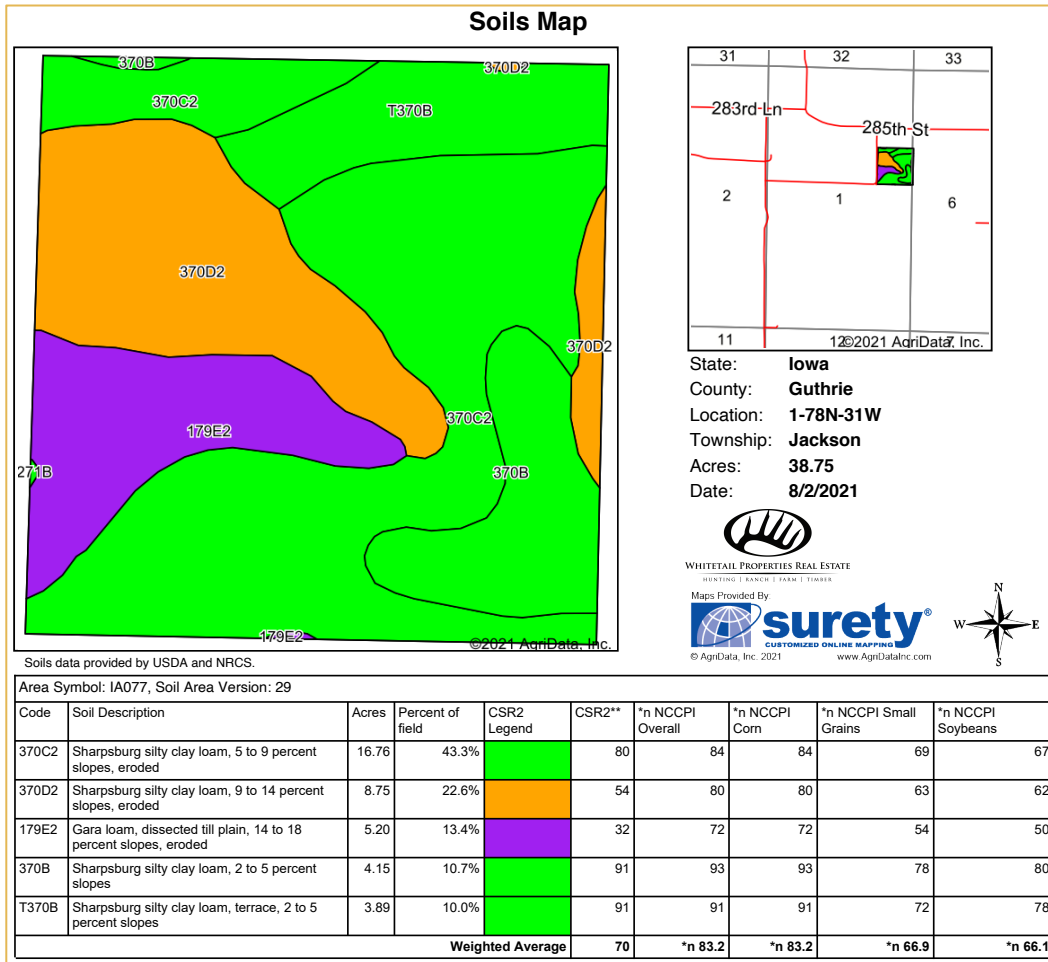 Soils Map
370B
370D2
370C2
T370B
370D2
370D2
370C2
179E2
271B
370B
179E2
©2021 AgriData, Inc.
Soils data provided by USDA and NRCS.
31 32 33
283rd Ln
285th St
2 1 6
11 12 7
©2021 AgriData, Inc.
State: Iowa
County: Guthrie
Location: 1-78N-31W
Township: Jackson
Acres: 38.75
Date: 8/2/2021
WHITETAIL PROPERTIES REAL ESTATE
HUNTING | RANCH | FARM | TIMBER
Maps Provided By:
surety®
CUSTOMIZED ONLINE MAPPING
© AgriData, Inc. 2021 www.AgriDataInc.com
N
W E
S
Area Symbol: IA077, Soil Area Version: 29
Code Soil Description Acres Percent of field CSR2 Legend CSR2** *n NCCPI Overall *n NCCPI Corn *n NCCPI Small Grains *n NCCPI Soybeans
370C2 Sharpsburg silty clay loam, 5 to 9 percent slopes, eroded 16.76 43.3% 80 84 84 69 67
370D2 Sharpsburg silty clay loam, 9 to 14 percent slopes, eroded 8.75 22.6% 54 80 80 63 62
179E2 Gara loam, dissected till plain, 14 to 18 percent slopes, eroded 5.20 13.4% 32 72 72 54 50
370B Sharpsburg silty clay loam, 2 to 5 percent slopes 4.15 10.7% 91 93 93 78 80
T370B Sharpsburg silty clay loam, terrace, 2 to 5 percent slopes 3.89 10.0% 91 91 91 72 78
Weighted Average 70 *n 83.2 *n 83.2 *n 66.9 *n 66.1